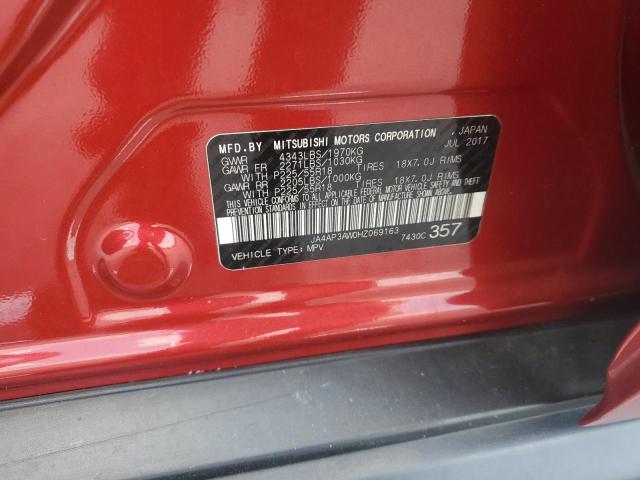 MFD.BY MITSUBISHI MOTORS CORPORATION .JAPAN
GVWR 4343LBS/1970KG JUL 2017
GAWR FR 2271LBS/1030KG
WITH P225/55R18 TIRES 18X7.0J RIMS
GAWR RR 2205LBS/1000KG
WITH P225/55R18 TIRES 18X7.0J RIMS
THIS VEHICLE CONFORMS TO ALL APPLICABLE FEDERAL MOTOR VEHICLE SAFETY, BUMPER AND THEFT
PREVENTION STANDARDS IN EFFECT ON THE DATE OF MANUFACTURE SHOWN ABOVE.
JA4AP3AW0HZ069163 7430C 357
VEHICLE TYPE: MPV